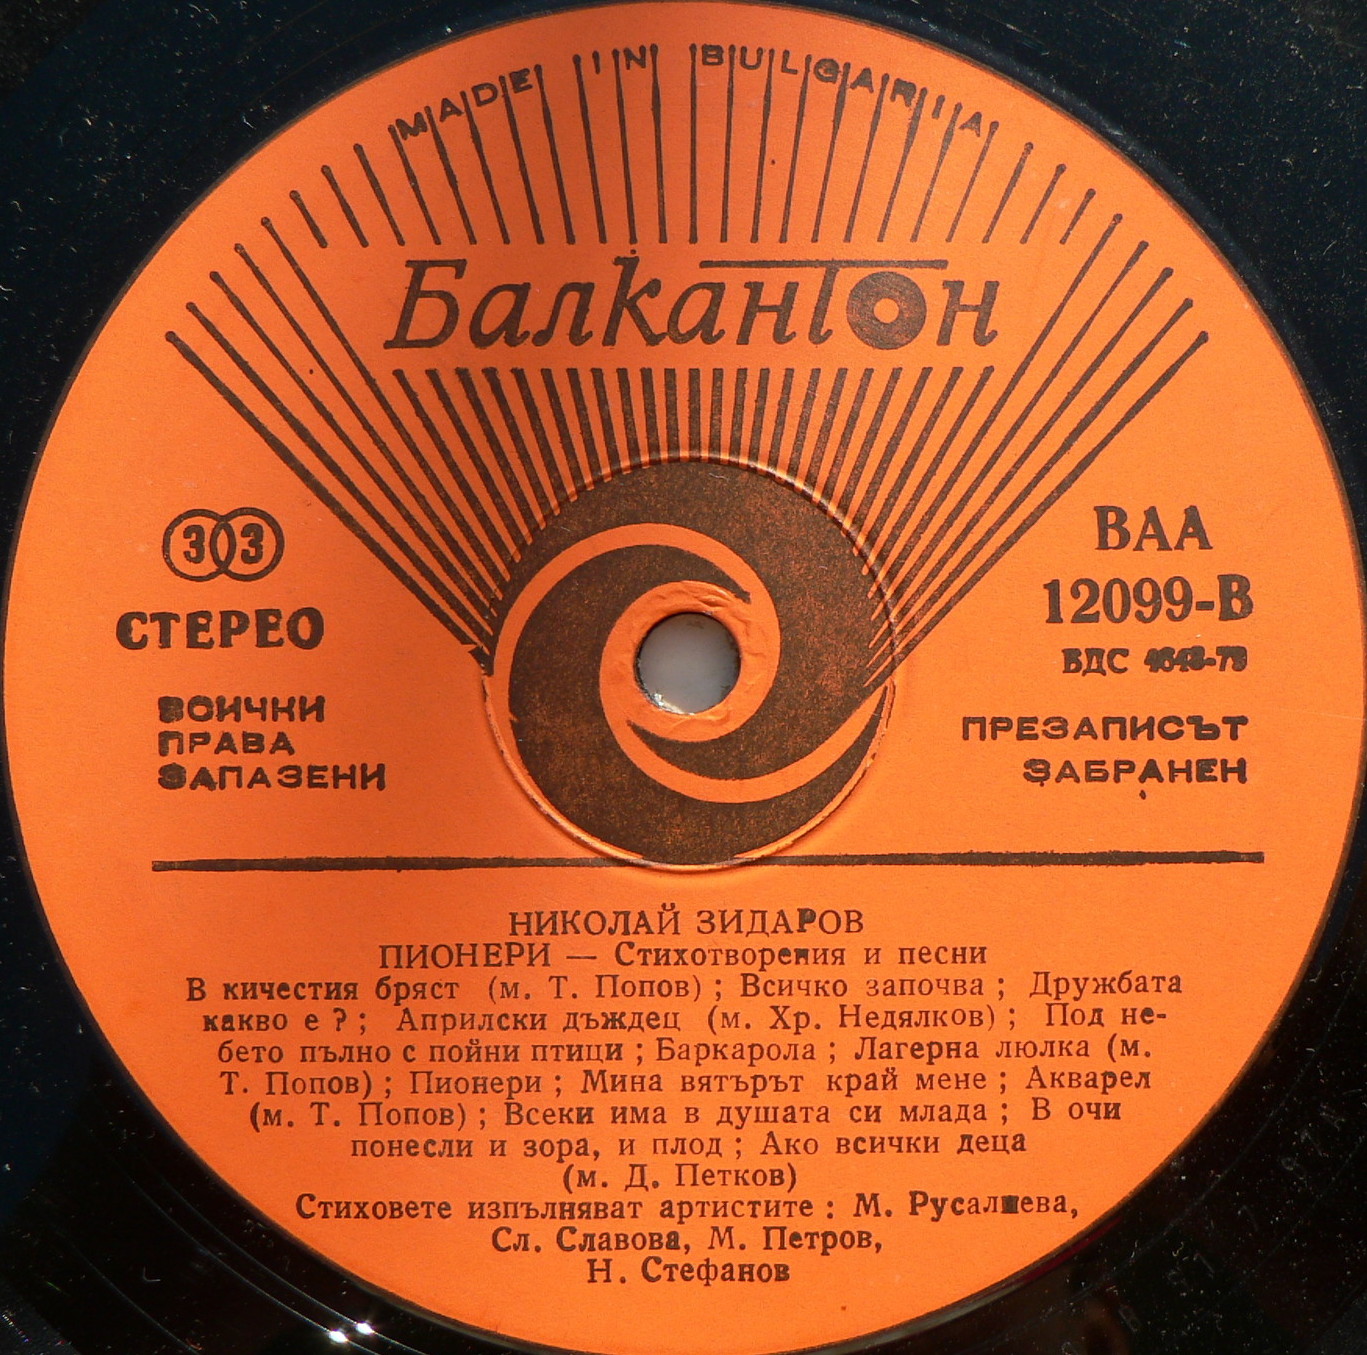 MADE IN BULGARIA
Балкантон
33
СТЕРЕО
ВСИЧКИ
ПРАВА
ЗАПАЗЕНИ
ВАА
12099-В
БДС
ПРЕЗАПИСЪТ
ЗАБРАНЕН
НИКОЛАЙ ЗИДАРОВ
ПИОНЕРИ — Стихотворения и песни
В кичестия бряст (м. Т. Попов) ; Всичко започва ; Дружбата
какво е ? ; Априлски дъждец (м. Хр. Недялков) ; Под не-
бето пълно с пойни птици ; Баркарола ; Лагерна люлка (м.
Т. Попов) ; Пионери ; Мина вятърът край мене ; Акварел
(м. Т. Попов) ; Всеки има в душата си млада ; В очи
понесли и зора, и плод ; Ако всички деца
(м. Д. Петков)
Стиховете изпълняват артистите : М.
Сл. Славова, М. Петров,
Н. Стефанов